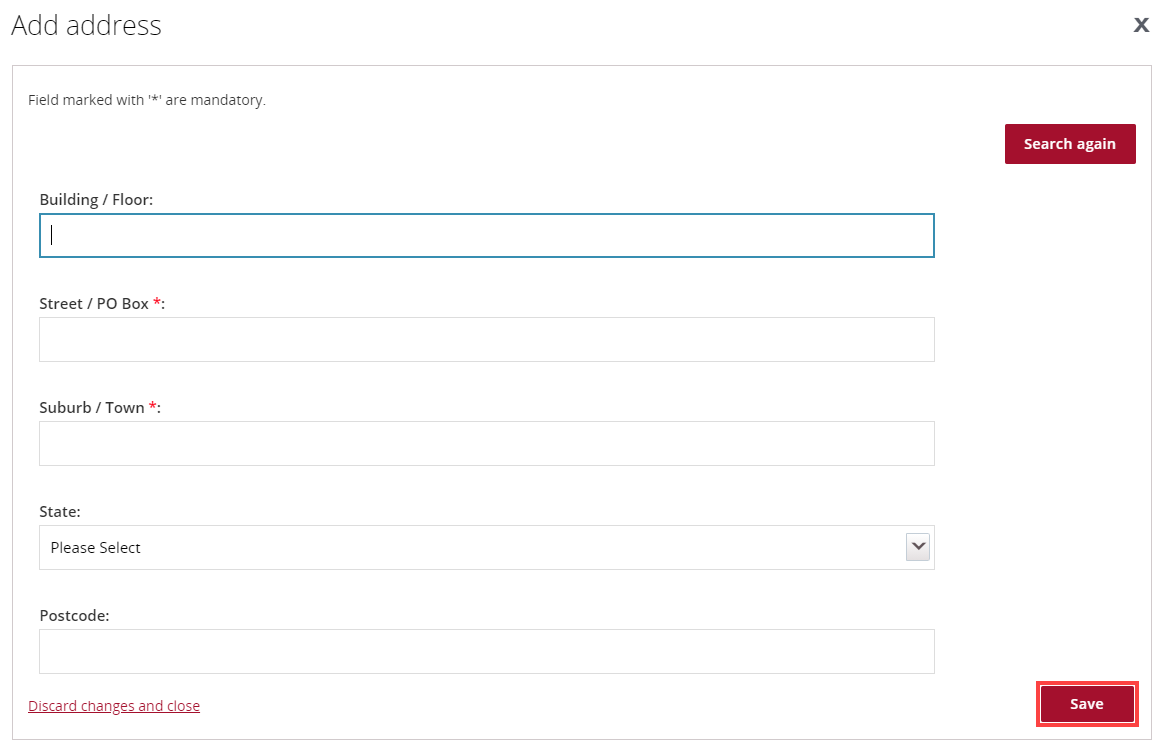 Add address
X
Field marked with '*' are mandatory.
Search again
Building / Floor:
Street / PO Box *:
Suburb / Town *:
State:
Please Select
Postcode:
Discard changes and close
Save